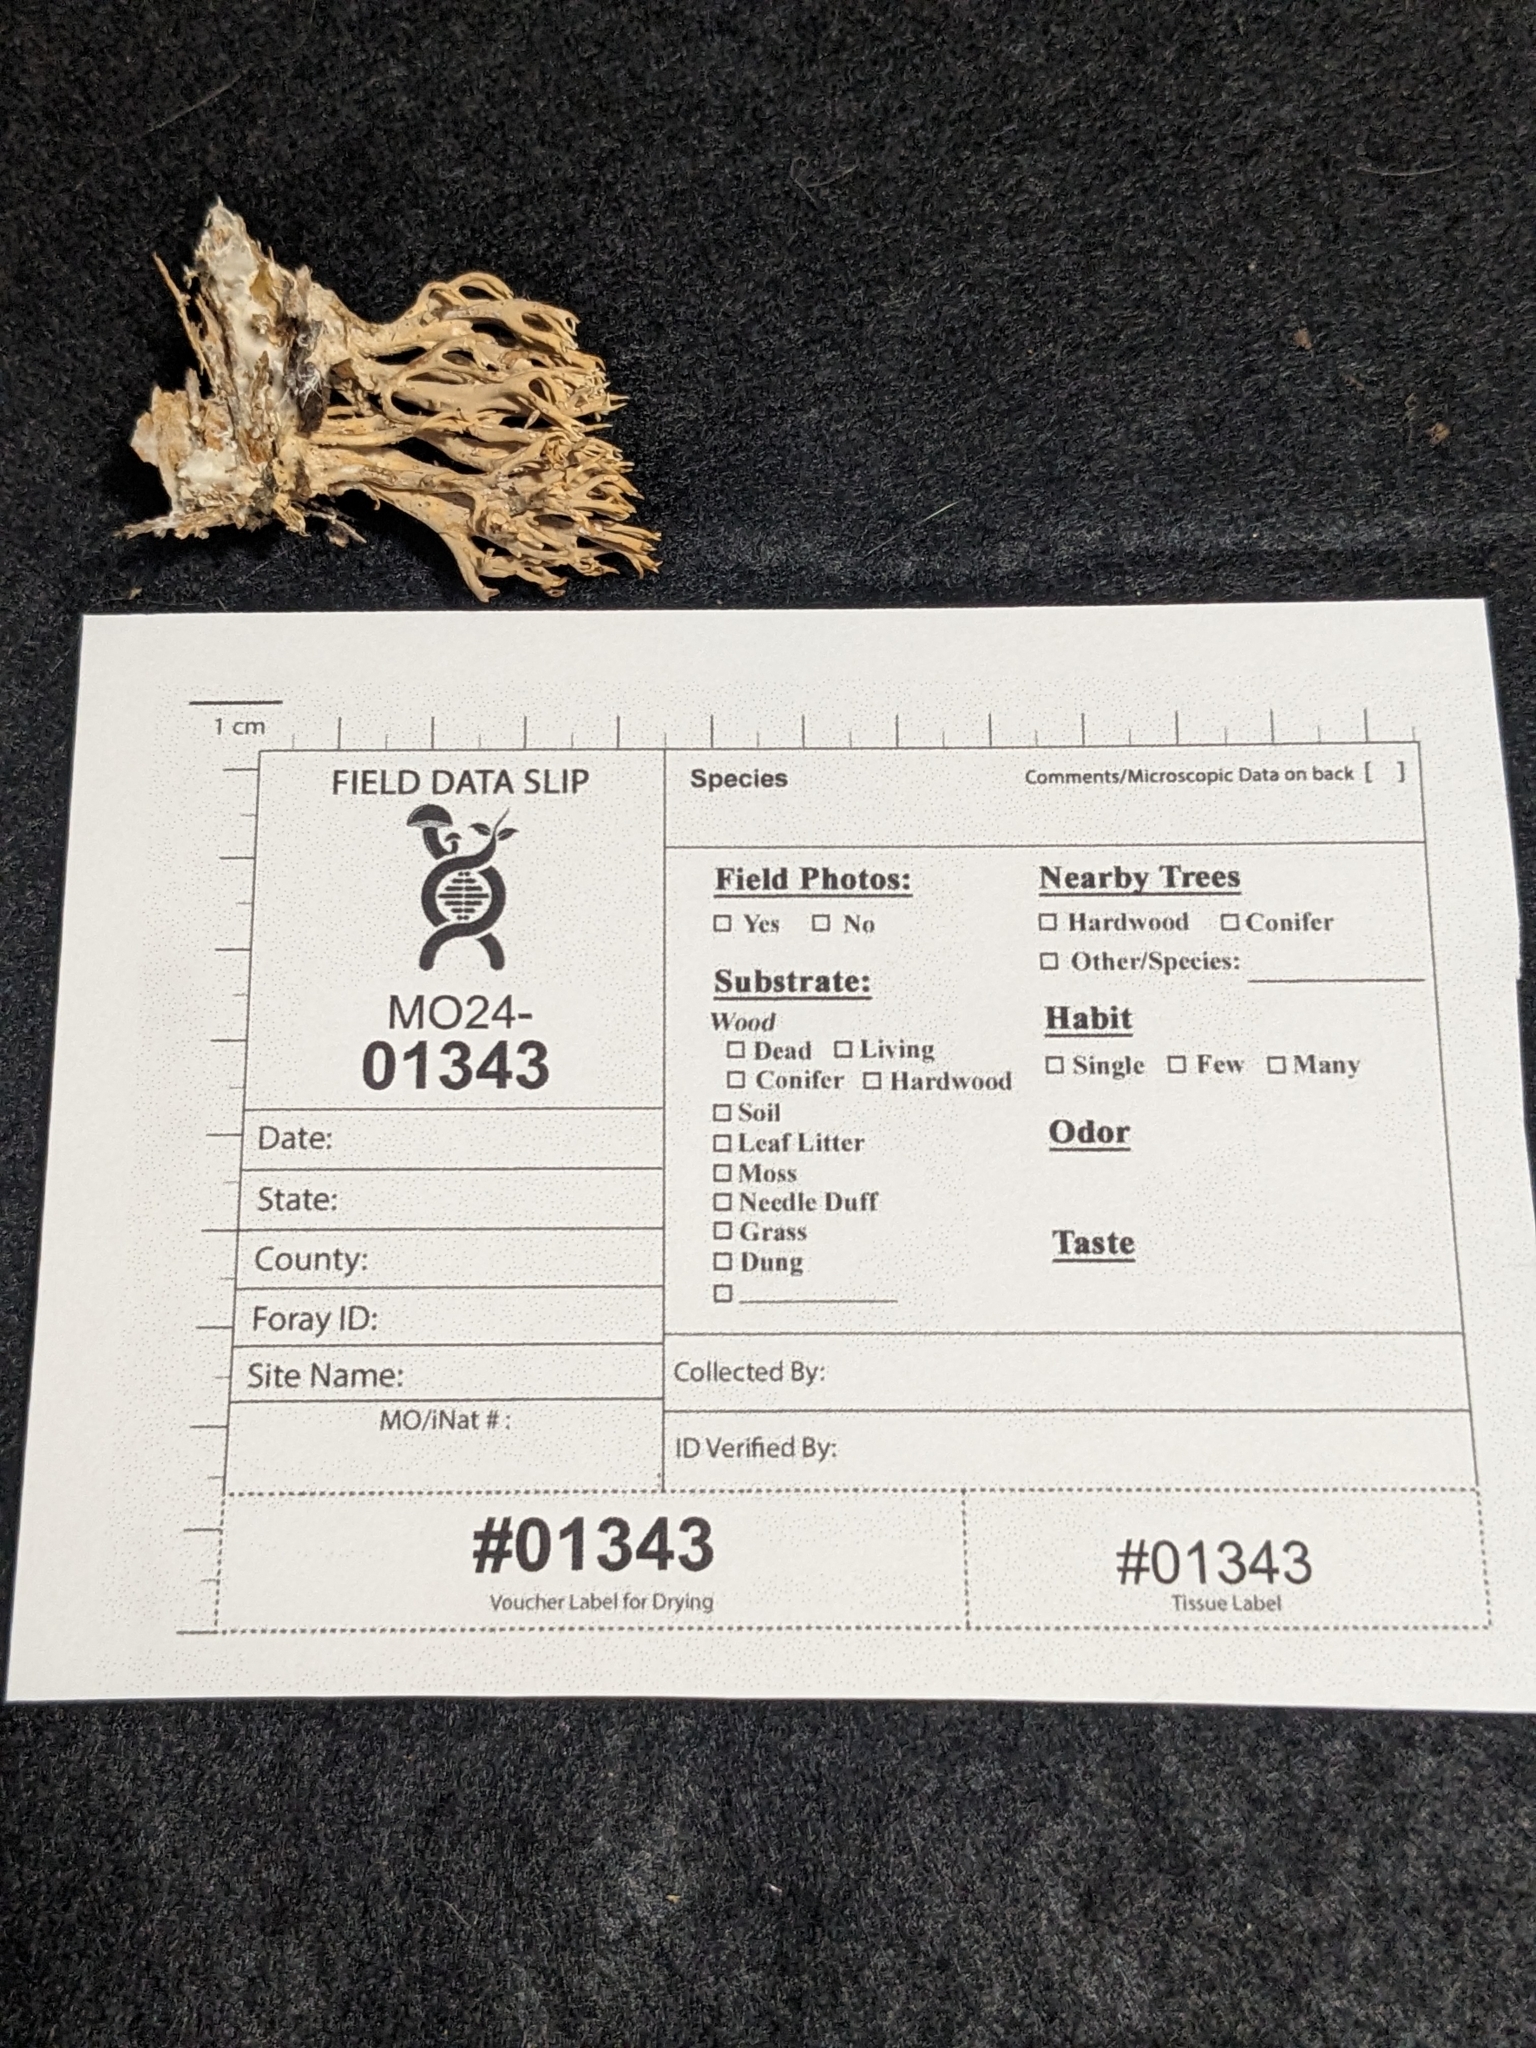 1 cm
FIELD DATA SLIP
MO24-
01343
Date:
State:
County:
Foray ID:
Site Name:
MO/iNat # :
Species
Comments/Microscopic Data on back [ ]
Field Photos:
Yes No
Substrate:
Wood
Dead Living
Conifer Hardwood
Soil
Leaf Litter
Moss
Needle Duff
Grass
Dung
Nearby Trees
Hardwood Conifer
Other/Species:
Habit
Single Few Many
Odor
Taste
Collected By:
ID Verified By:
#01343
Voucher Label for Drying
#01343
Tissue Label